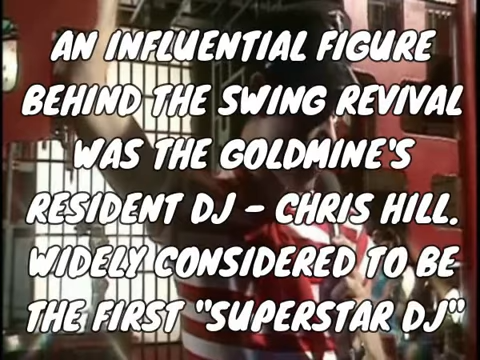 AN INFLUENTIAL FIGURE
BEHIND THE SWING REVIVAL
WAS THE GOLDMINE'S
RESIDENT DJ - CHRIS HILL.
WIDELY CONSIDERED TO BE
THE FIRST "SUPERSTAR DJ"